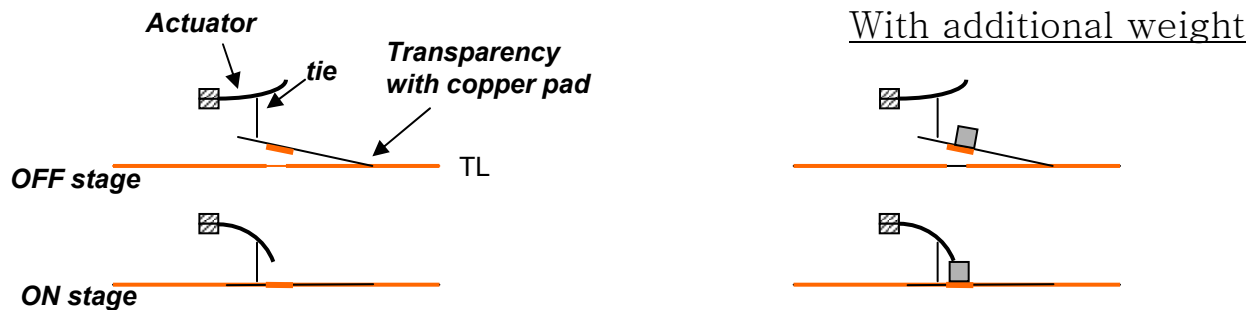 Actuator
tie
Transparency
with copper pad
TL
OFF stage
ON stage
With additional weight